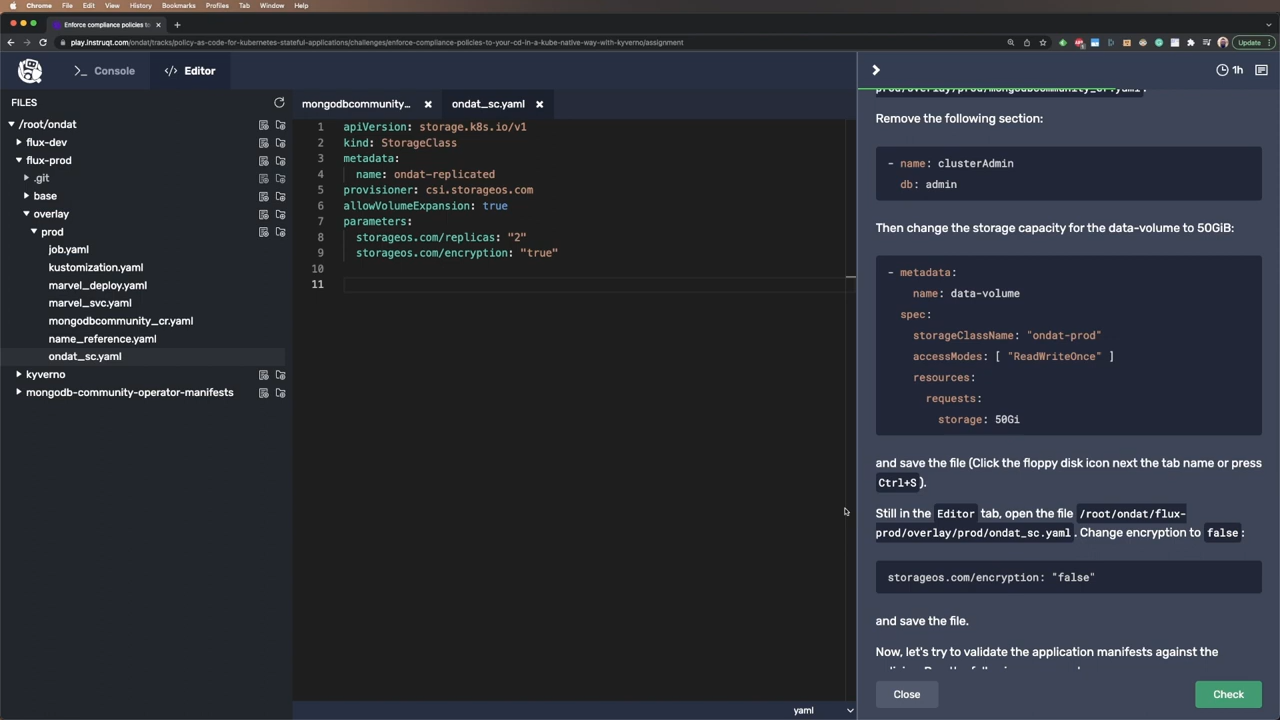 Chrome File Edit View History Bookmarks Profiles Tab Window Help
Enforce compliance policies to
play.instruqt.com/ondat/tracks/policy-as-code-for-kubernetes-stateful-applications/challenges/enforce-compliance-policies-to-your-cd-in-a-kube-native-way-with-kyverno/assignment
Update
>_ Console
</> Editor
1h
FILES
/root/ondat
flux-dev
flux-prod
.git
base
overlay
prod
job.yaml
kustomization.yaml
marvel_deploy.yaml
marvel_svc.yaml
mongodbcommunity_cr.yaml
name_reference.yaml
ondat_sc.yaml
kyverno
mongodb-community-operator-manifests
mongodbcommunity...
ondat_sc.yaml
1 apiVersion: storage.k8s.io/v1
2 kind: StorageClass
3 metadata:
4 name: ondat-replicated
5 provisioner: csi.storageos.com
6 allowVolumeExpansion: true
7 parameters:
8 storageos.com/replicas: "2"
9 storageos.com/encryption: "true"
10
11
yaml
prod/overlay/prod/mongodbcommunity_cr.yaml.
Remove the following section:
- name: clusterAdmin
db: admin
Then change the storage capacity for the data-volume to 50GiB:
- metadata:
name: data-volume
spec:
storageClassName: "ondat-prod"
accessModes: [ "ReadWriteOnce" ]
resources:
requests:
storage: 50Gi
and save the file (Click the floppy disk icon next the tab name or press
Ctrl+S ).
Still in the Editor tab, open the file /root/ondat/flux-
prod/overlay/prod/ondat_sc.yaml . Change encryption to false :
storageos.com/encryption: "false"
and save the file.
Now, let's try to validate the application manifests against the
Close
Check